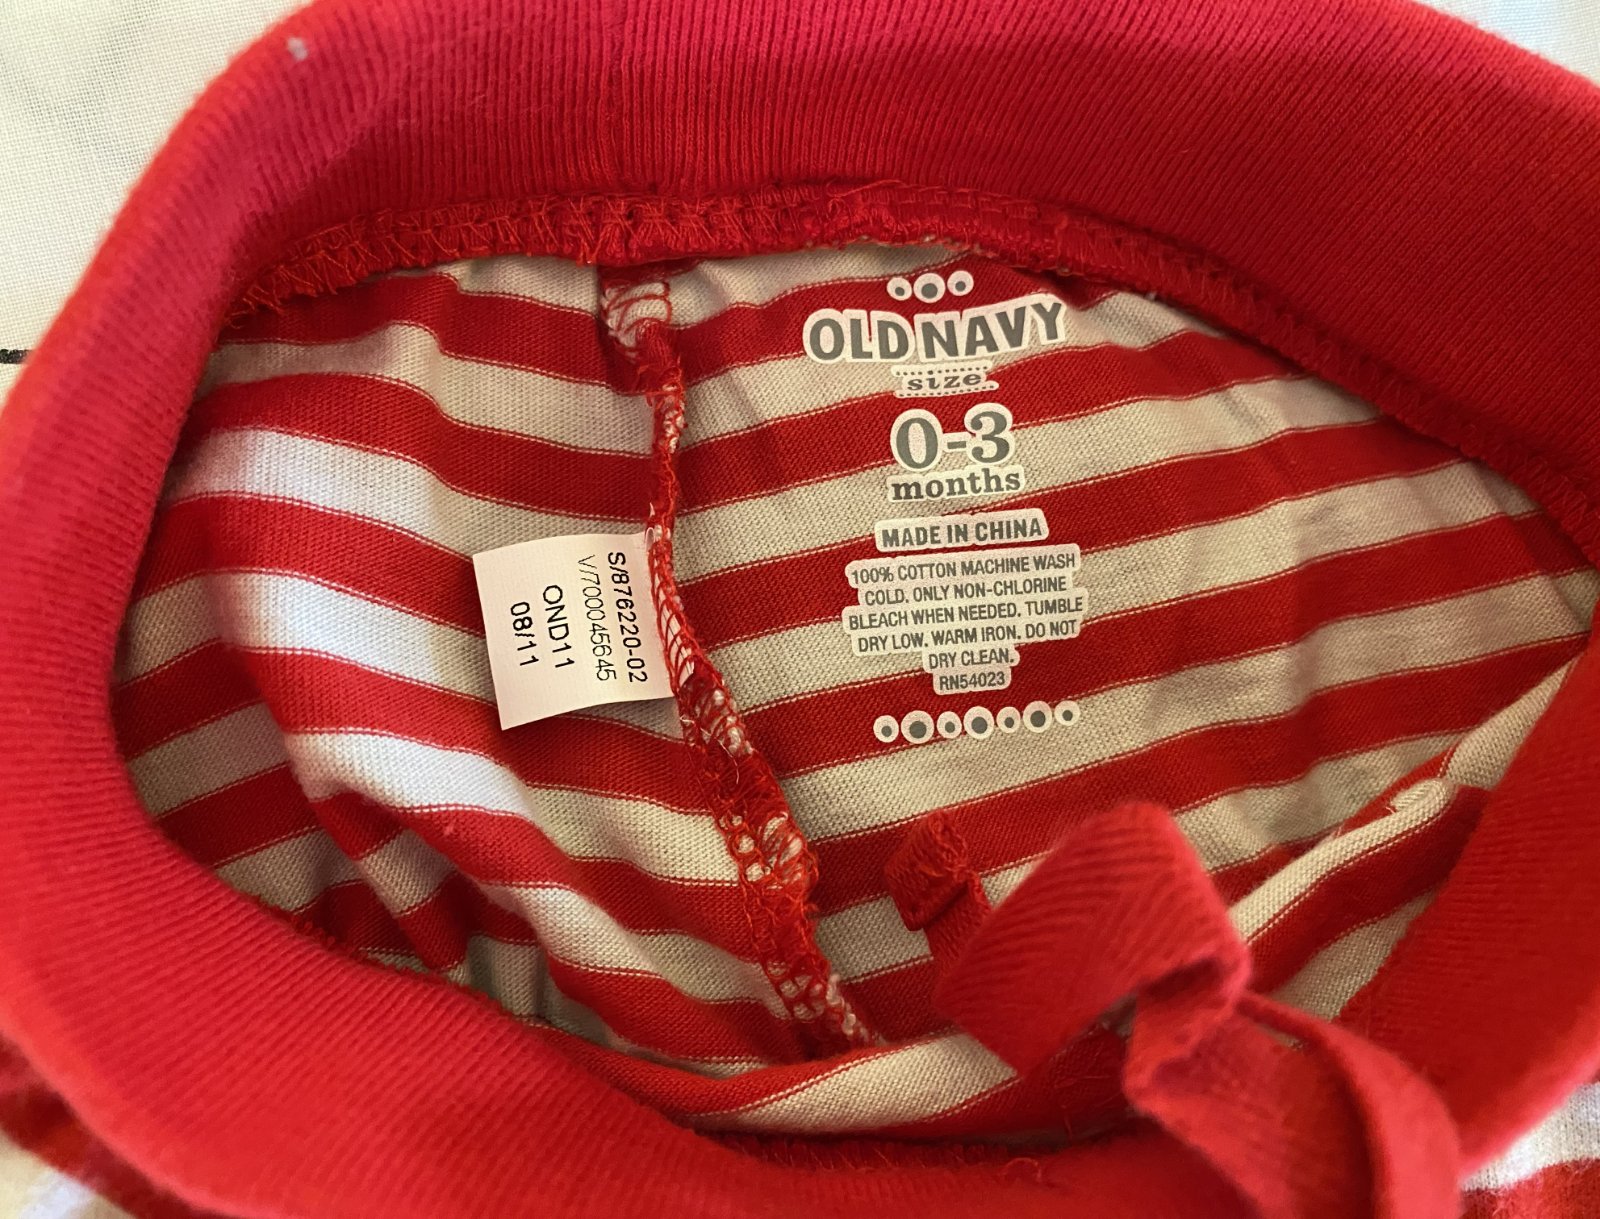 OLD NAVY
size
0-3
months
MADE IN CHINA
100% COTTON MACHINE WASH
COLD. ONLY NON-CHLORINE
BLEACH WHEN NEEDED. TUMBLE
DRY LOW. WARM IRON. DO NOT
DRY CLEAN.
RN54023
S/876220-02
V/700045645
OND11
08/11